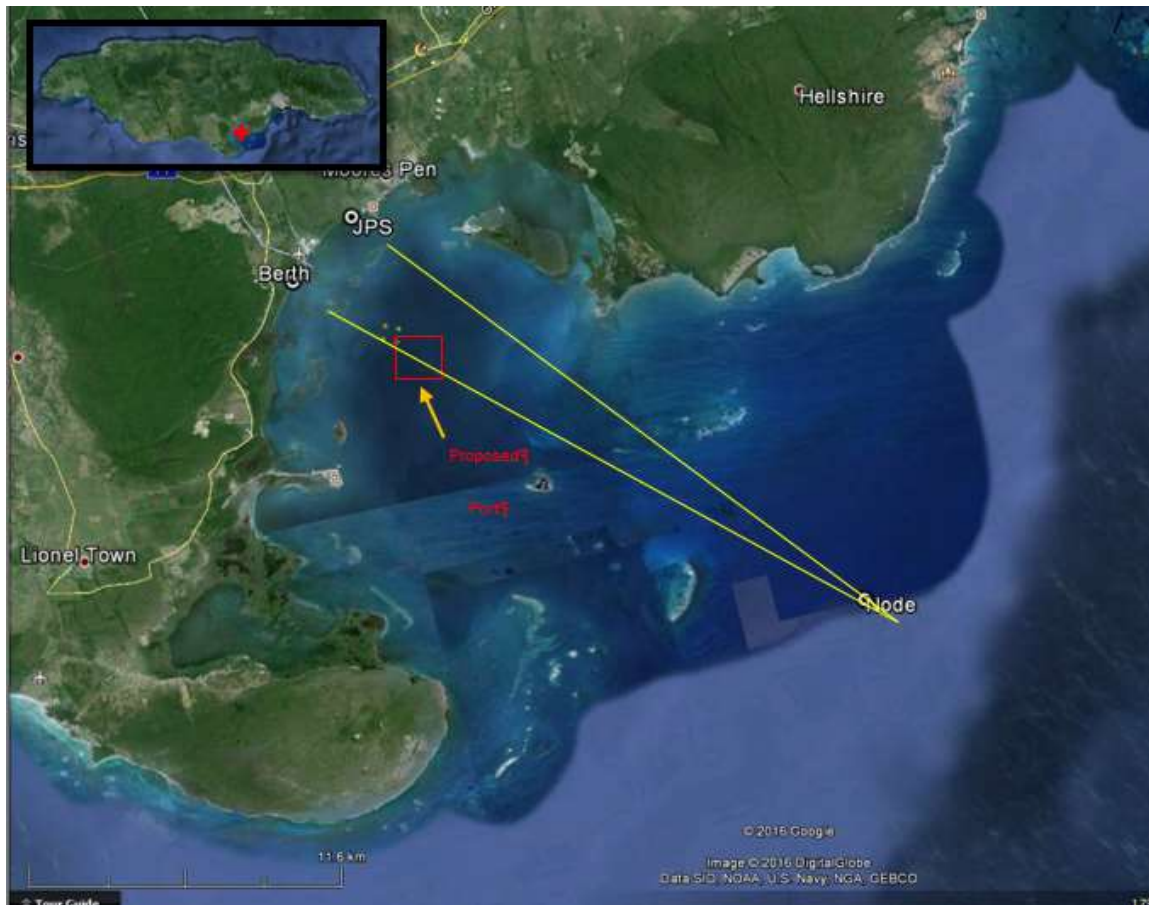 Hellshire
Moores Pen
JPS
Berth
Proposed¶
Port¶
Lionel Town
Node
11.6 km
© 2016 Google
Image © 2016 DigitalGlobe
Data SIO, NOAA, U.S. Navy, NGA, GEBCO
Tour Guide